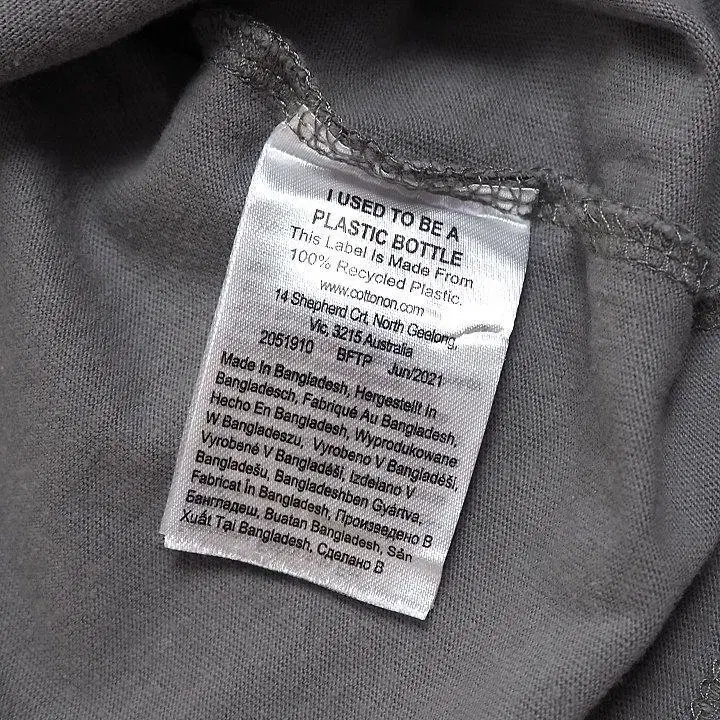 I USED TO BE A
PLASTIC BOTTLE
This Label Is Made From
100% Recycled Plastic.
www.cottonon.com
14 Shepherd Crt, North Geelong,
Vic, 3215 Australia
2051910 BFTP Jun/2021
Made İn Bangladesh, Hergestellt İn
Bangladesch, Fabriqué Au Bangladesh,
Hecho En Bangladesh, Wyprodukowane
W Bangladeszu, Vyrobeno V Bangladéši,
Vyrobené V Bangladéši, Izdelano V
Bangladešu, Bangladeshben Gyártva,
Fabricat În Bangladesh, Произведено В
Бангладеш, Buatan Bangladesh, Sản
Xuất Tại Bangladesh, Сделано В